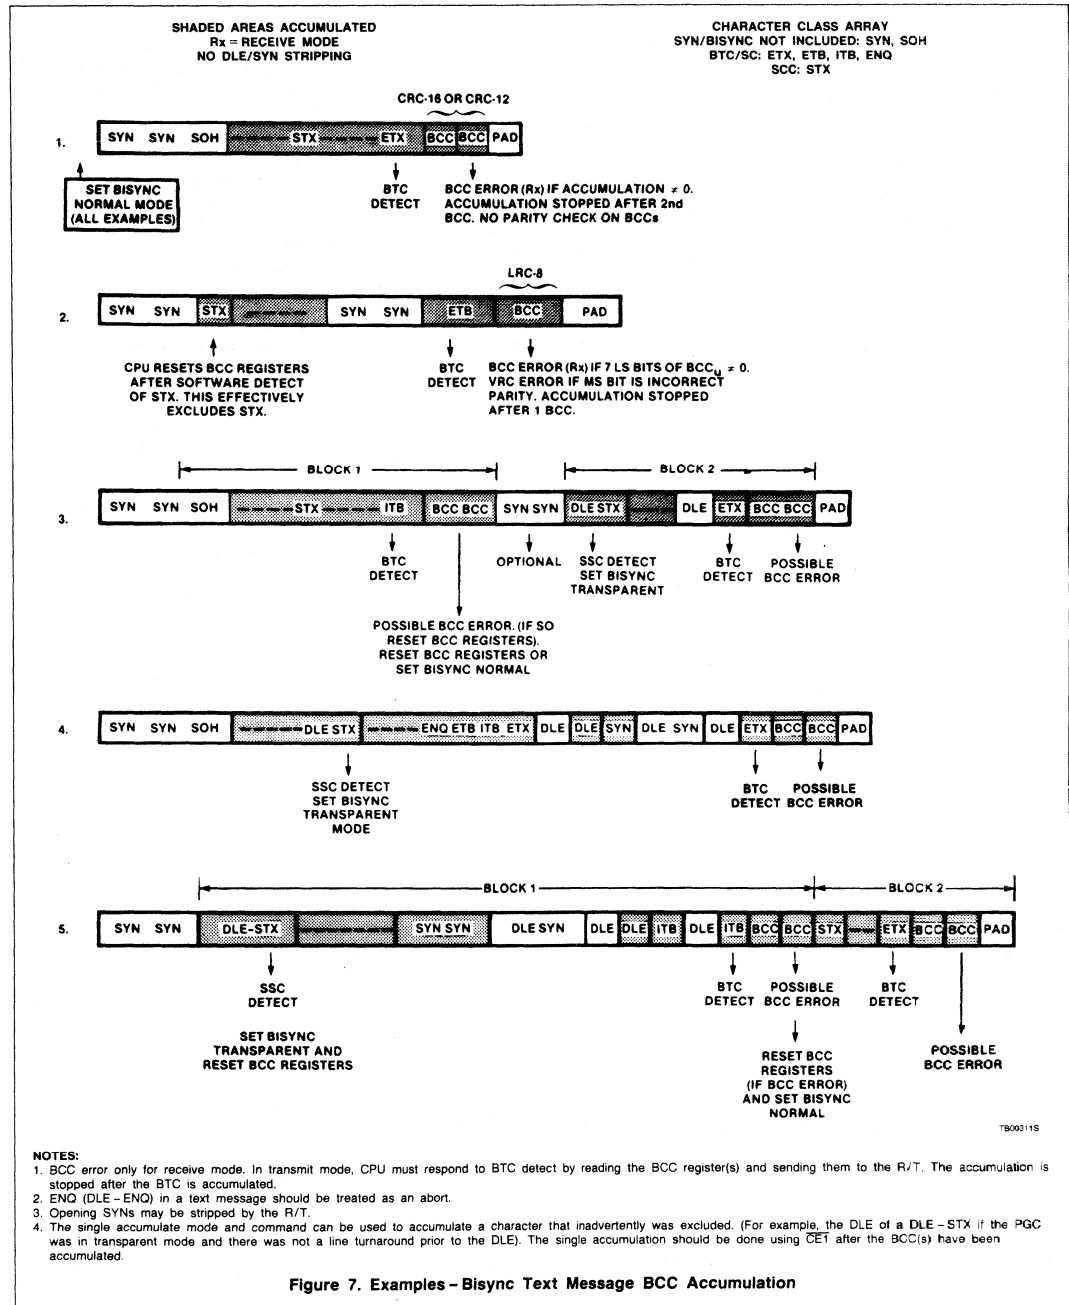 SHADED AREAS ACCUMULATED
Rx = RECEIVE MODE
NO DLE/SYN STRIPPING
CHARACTER CLASS ARRAY
SYN/BISYNC NOT INCLUDED: SYN, SOH
BTC/SC: ETX, ETB, ITB, ENQ
SCC: STX
CRC-16 OR CRC-12
1. SYN SYN SOH STX ETX BCC BCC PAD
SET BISYNC
NORMAL MODE
(ALL EXAMPLES)
BTC
DETECT
BCC ERROR (Rx) IF ACCUMULATION ≠ 0.
ACCUMULATION STOPPED AFTER 2nd
BCC. NO PARITY CHECK ON BCCs
LRC-8
2. SYN SYN STX SYN SYN ETB BCC PAD
CPU RESETS BCC REGISTERS
AFTER SOFTWARE DETECT
OF STX. THIS EFFECTIVELY
EXCLUDES STX.
BTC
DETECT
BCC ERROR (Rx) IF 7 LS BITS OF BCCu ≠ 0.
VRC ERROR IF MS BIT IS INCORRECT
PARITY. ACCUMULATION STOPPED
AFTER 1 BCC.
BLOCK 1 BLOCK 2
3. SYN SYN SOH STX ITB BCC BCC SYN SYN DLE STX DLE ETX BCC BCC PAD
BTC
DETECT
OPTIONAL
SSC DETECT
SET BISYNC
TRANSPARENT
BTC
DETECT
POSSIBLE
BCC ERROR
POSSIBLE BCC ERROR. (IF SO
RESET BCC REGISTERS).
RESET BCC REGISTERS OR
SET BISYNC NORMAL
4. SYN SYN SOH DLE STX ENQ ETB ITB ETX DLE DLE SYN DLE SYN DLE ETX BCC BCC PAD
SSC DETECT
SET BISYNC
TRANSPARENT
MODE
BTC
DETECT
POSSIBLE
BCC ERROR
BLOCK 1 BLOCK 2
5. SYN SYN DLE-STX SYN SYN DLE SYN DLE DLE ITB DLE ITB BCC BCC STX ETX BCC BCC PAD
SSC
DETECT
SET BISYNC
TRANSPARENT AND
RESET BCC REGISTERS
BTC
DETECT
POSSIBLE
BCC ERROR
RESET BCC
REGISTERS
(IF BCC ERROR)
AND SET BISYNC
NORMAL
BTC
DETECT
POSSIBLE
BCC ERROR
TB00311S
NOTES:
1. BCC error only for receive mode. In transmit mode, CPU must respond to BTC detect by reading the BCC register(s) and sending them to the R/T. The accumulation is
stopped after the BTC is accumulated.
2. ENQ (DLE – ENQ) in a text message should be treated as an abort.
3. Opening SYNs may be stripped by the R/T.
4. The single accumulate mode and command can be used to accumulate a character that inadvertently was excluded. (For example, the DLE of a DLE – STX if the PGC
was in transparent mode and there was not a line turnaround prior to the DLE). The single accumulation should be done using CE1 after the BCC(s) have been
accumulated.
Figure 7. Examples – Bisync Text Message BCC Accumulation